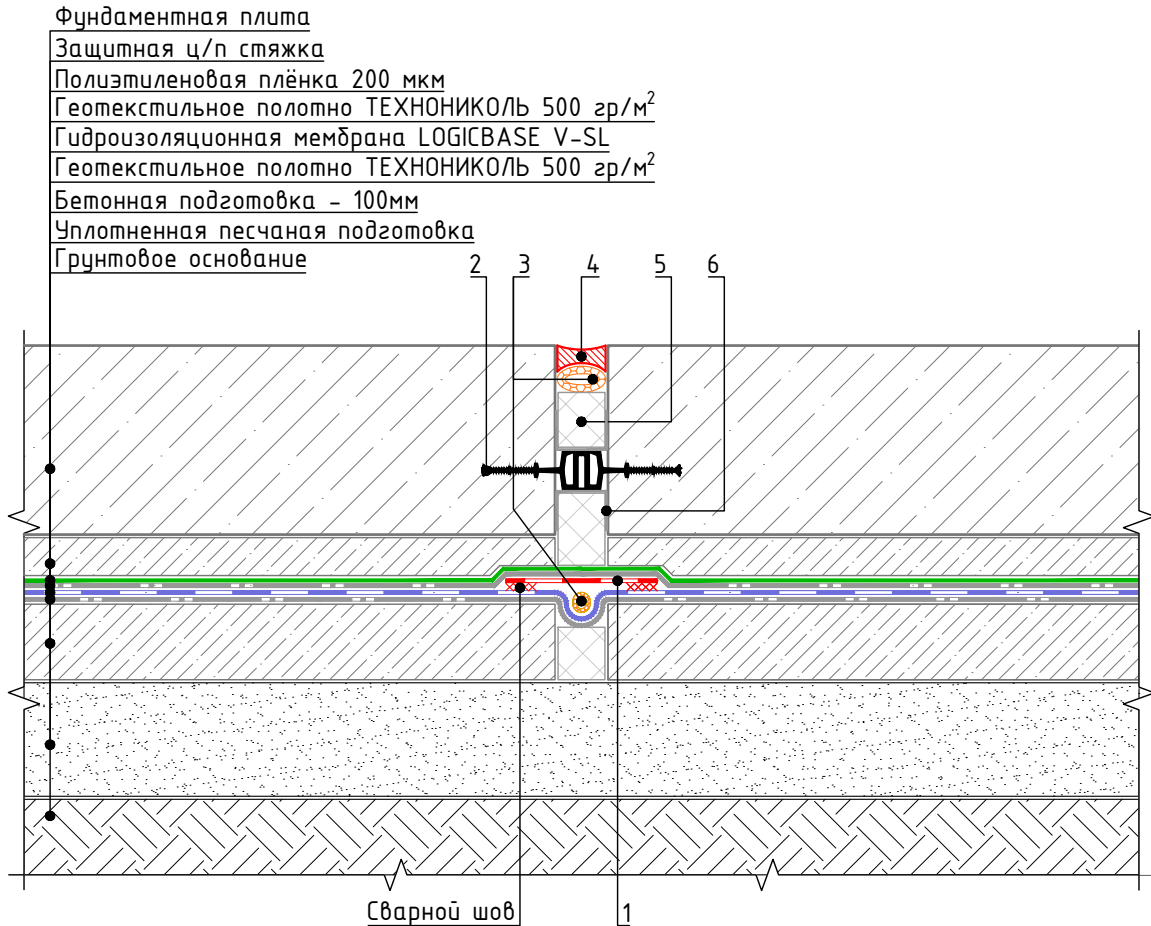 Фундаментная плита
Защитная ц/п стяжка
Полиэтиленовая плёнка 200 мкм
Геотекстильное полотно ТЕХНОНИКОЛЬ 500 гр/м²
Гидроизоляционная мембрана LOGICBASE V-SL
Геотекстильное полотно ТЕХНОНИКОЛЬ 500 гр/м²
Бетонная подготовка - 100мм
Уплотненная песчаная подготовка
Грунтовое основание
2 3 4 5 6
Сварной шов 1